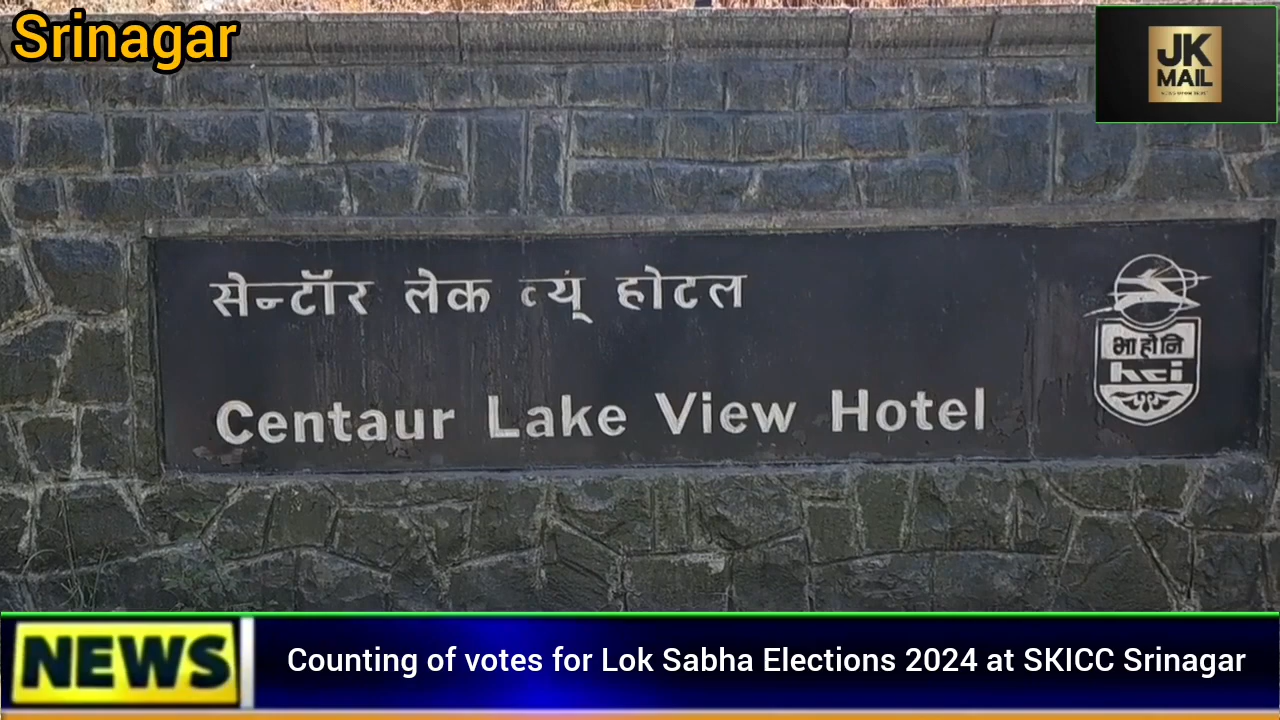 Srinagar
JK
MAIL
सेन्टॉर लेक व्यू होटल
Centaur Lake View Hotel
भा हो नि
hci
NEWS
Counting of votes for Lok Sabha Elections 2024 at SKICC Srinagar